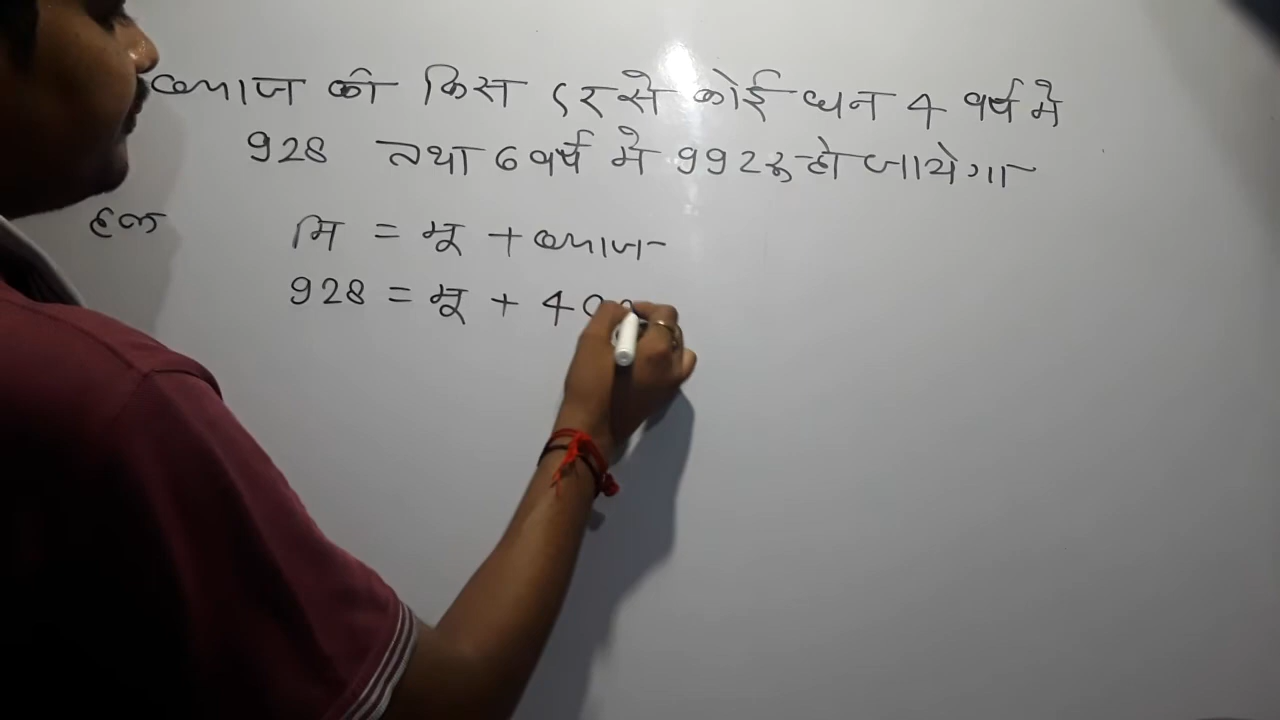 ब्याज की किस दर से कोई धन 4 वर्ष मे
928 तथा 6 वर्ष मे 992 रू हो जायेगा
हल
मि = मू + ब्याज
928 = मू + 4